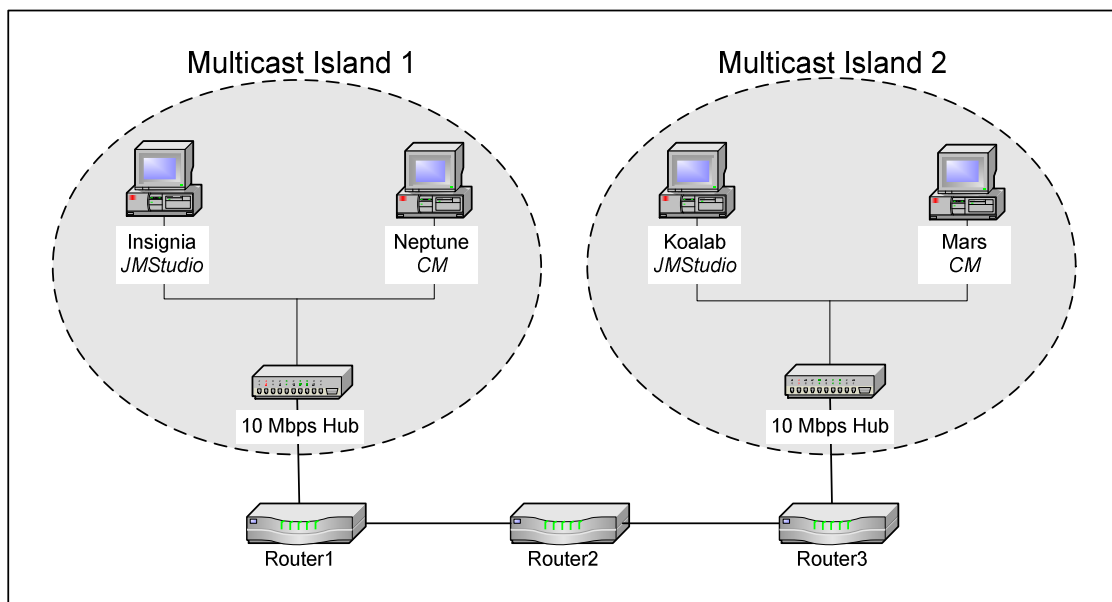 Multicast Island 1
Multicast Island 2
Insignia
JMStudio
Neptune
CM
Koalab
JMStudio
Mars
CM
10 Mbps Hub
10 Mbps Hub
Router1
Router2
Router3